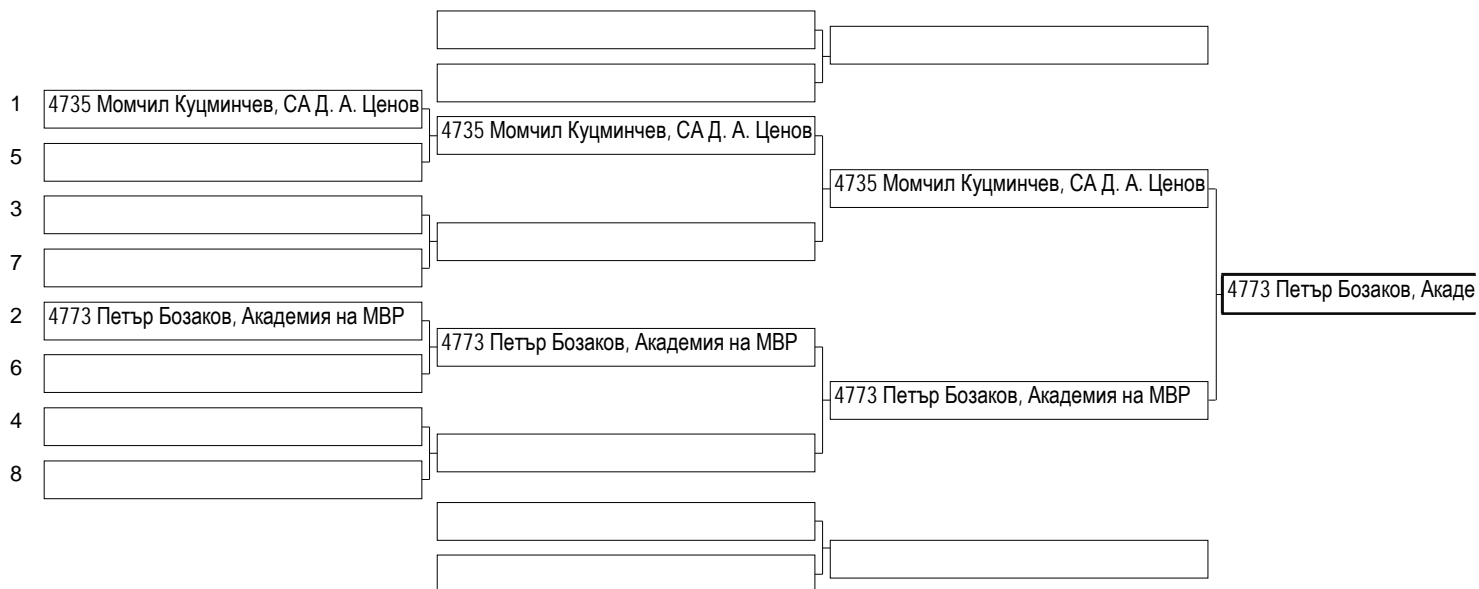 1 4735 Момчил Куцминчев, СА Д. А. Ценов
4735 Момчил Куцминчев, СА Д. А. Ценов
5
4735 Момчил Куцминчев, СА Д. А. Ценов
3
7
4773 Петър Бозаков, Акаде
2 4773 Петър Бозаков, Академия на МВР
4773 Петър Бозаков, Академия на МВР
6
4773 Петър Бозаков, Академия на МВР
4
8